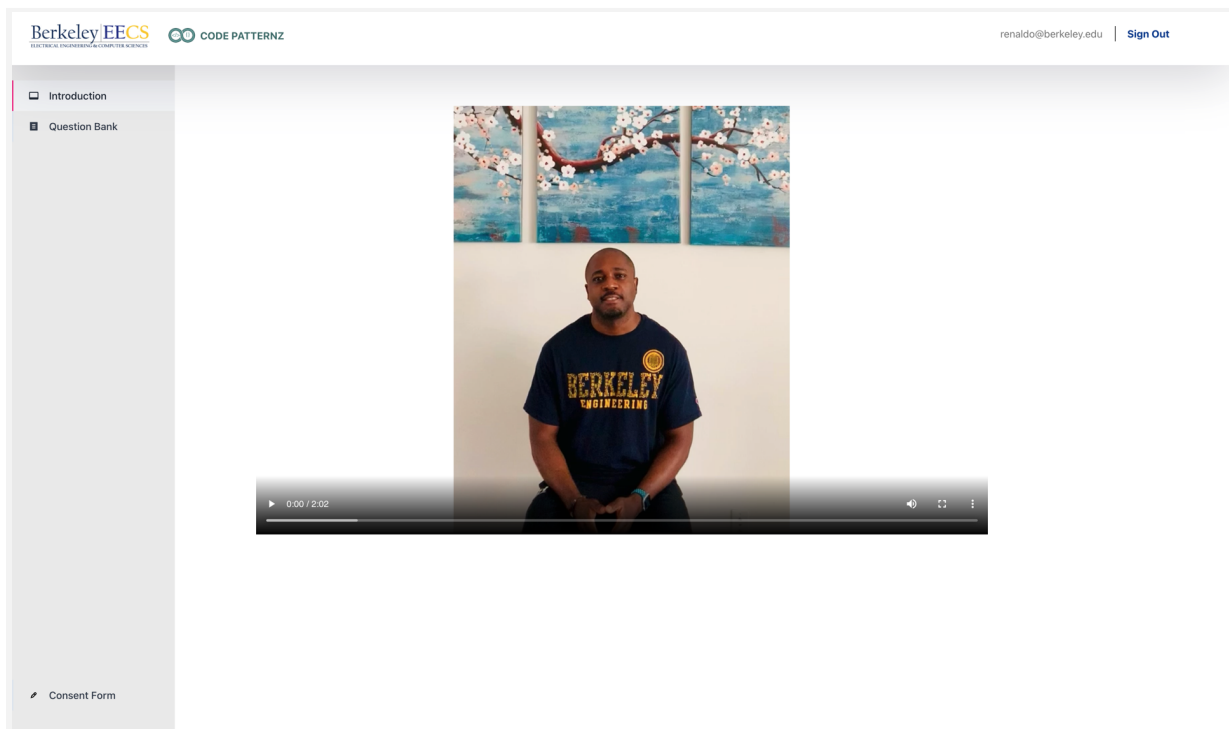 Berkeley EECS
ELECTRICAL ENGINEERING & COMPUTER SCIENCES
CODE PATTERNZ
renaldo@berkeley.edu
Sign Out
Introduction
Question Bank
BERKELEY
ENGINEERING
0:00 / 2:02
Consent Form